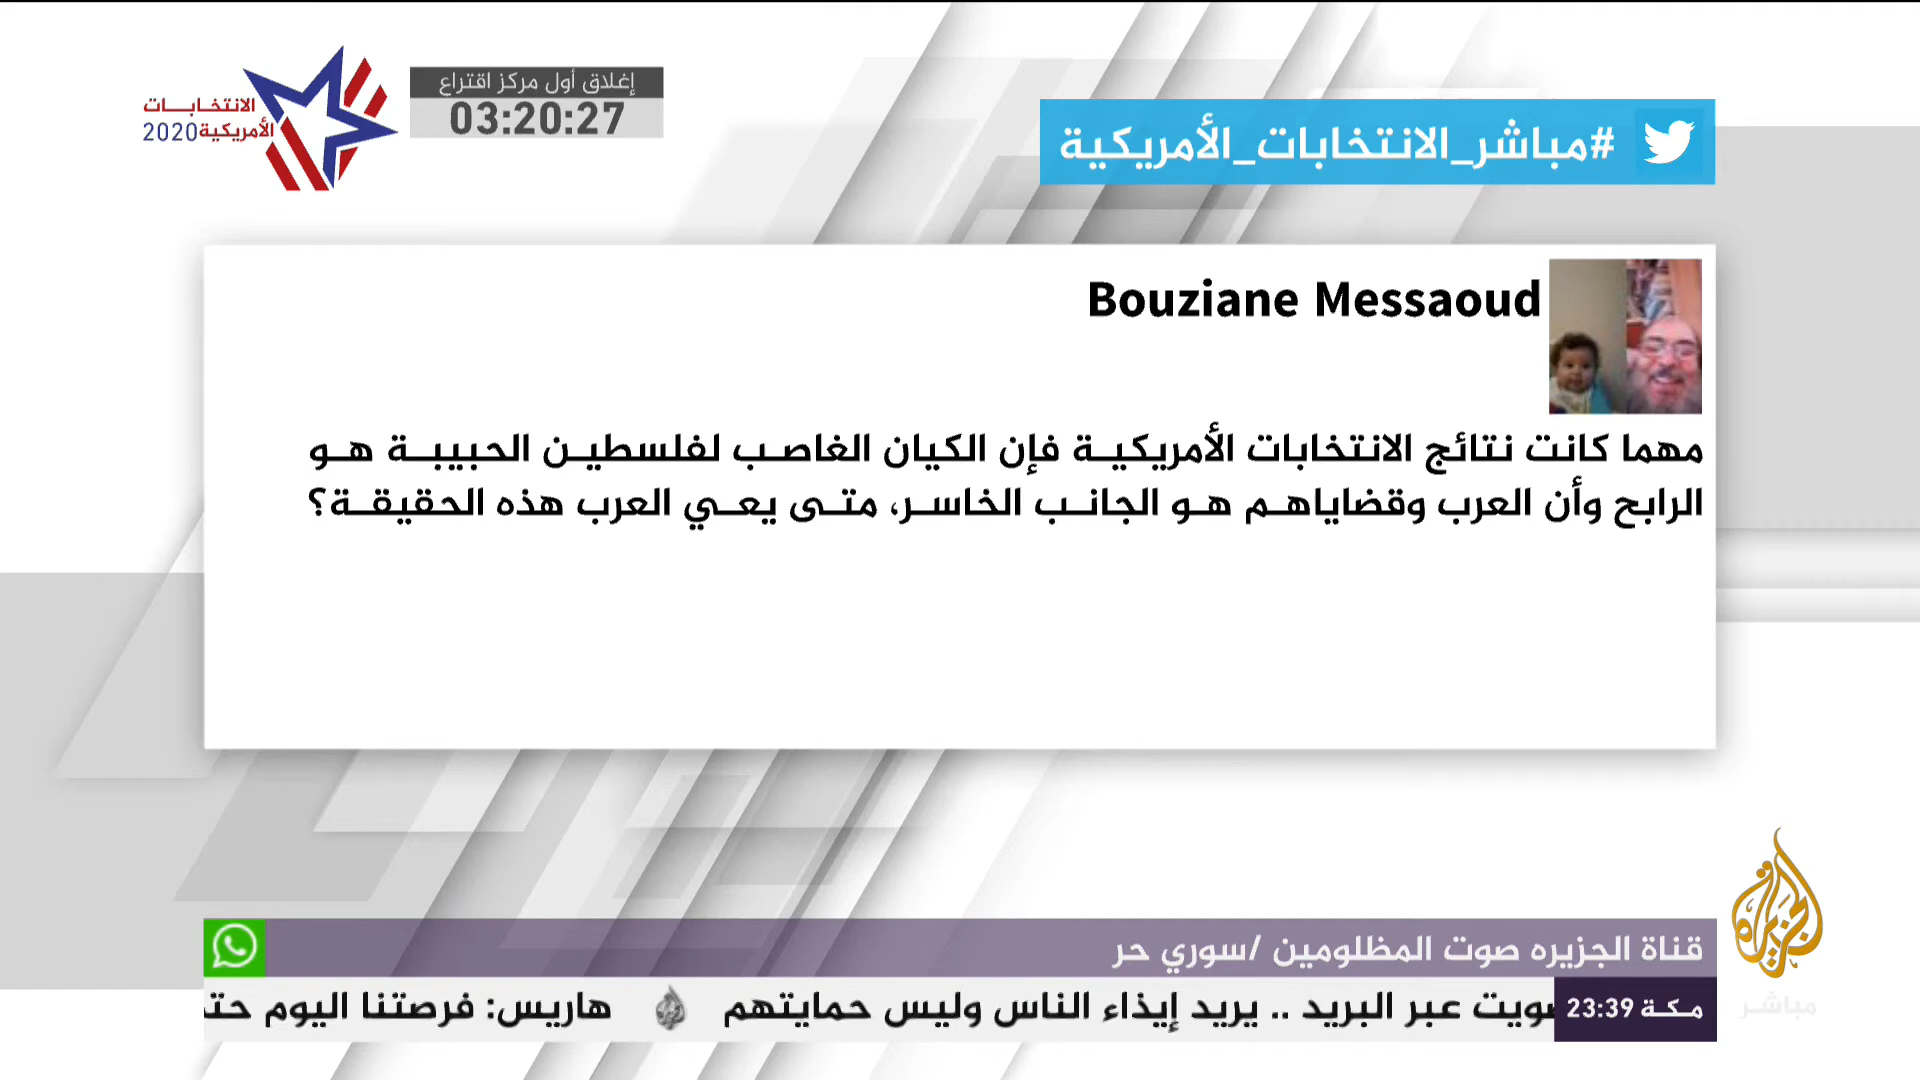 إغلاق أول مركز اقتراع
03:20:27
الانتخابات
الأمريكية2020
#مباشر_الانتخابات_الأمريكية
Bouziane Messaoud
مهما كانت نتائج الانتخابات الأمريكية فإن الكيان الغاصب لفلسطين الحبيبة هو
الرابح وأن العرب وقضاياهم هو الجانب الخاسر، متى يعي العرب هذه الحقيقة؟
قناة الجزيره صوت المظلومين /سوري حر
مكة 23:39
عبر البريد .. يريد إيذاء الناس وليس حمايتهم
هاريس: فرصتنا اليوم
الجزيرة
مباشر